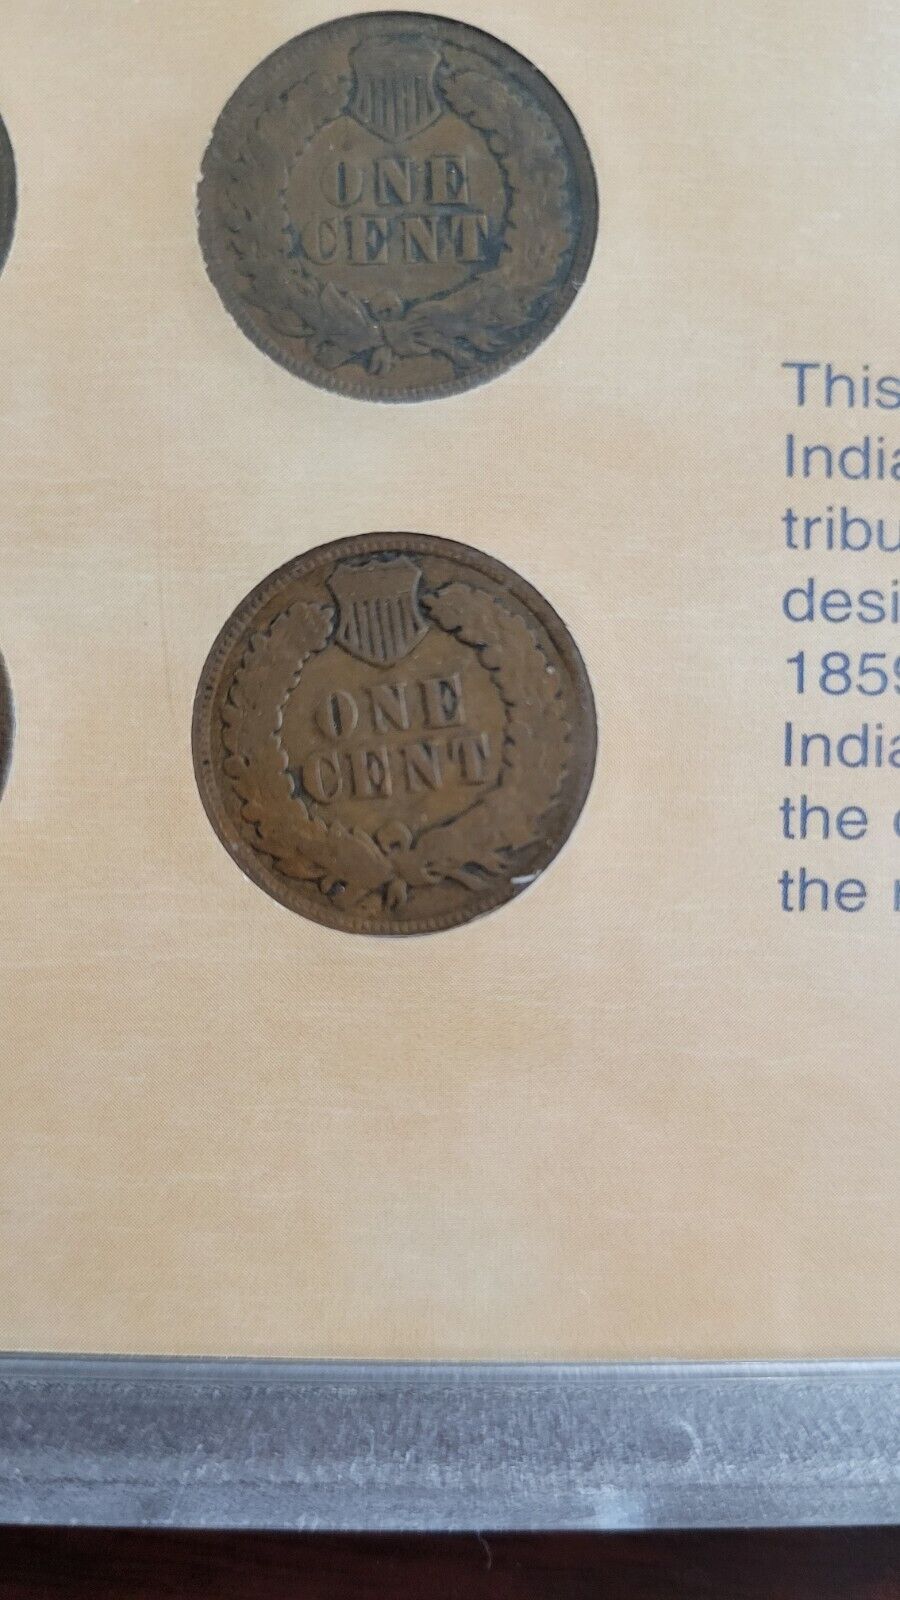 ONE
CENT
ONE
CENT
This
India
tribu
desi
1859
India
the
the